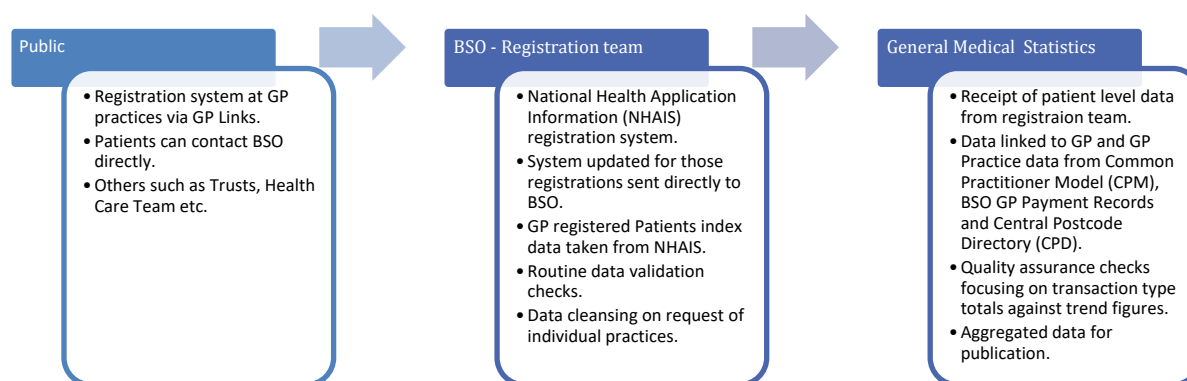 Public
• Registration system at GP
practices via GP Links.
• Patients can contact BSO
directly.
• Others such as Trusts, Health
Care Team etc.
BSO - Registration team
• National Health Application
Information (NHAIS)
registration system.
• System updated for those
registrations sent directly to
BSO.
• GP registered Patients index
data taken from NHAIS.
• Routine data validation
checks.
• Data cleansing on request of
individual practices.
General Medical Statistics
• Receipt of patient level data
from registraion team.
• Data linked to GP and GP
Practice data from Common
Practitioner Model (CPM),
BSO GP Payment Records
and Central Postcode
Directory (CPD).
• Quality assurance checks
focusing on transaction type
totals against trend figures.
• Aggregated data for
publication.